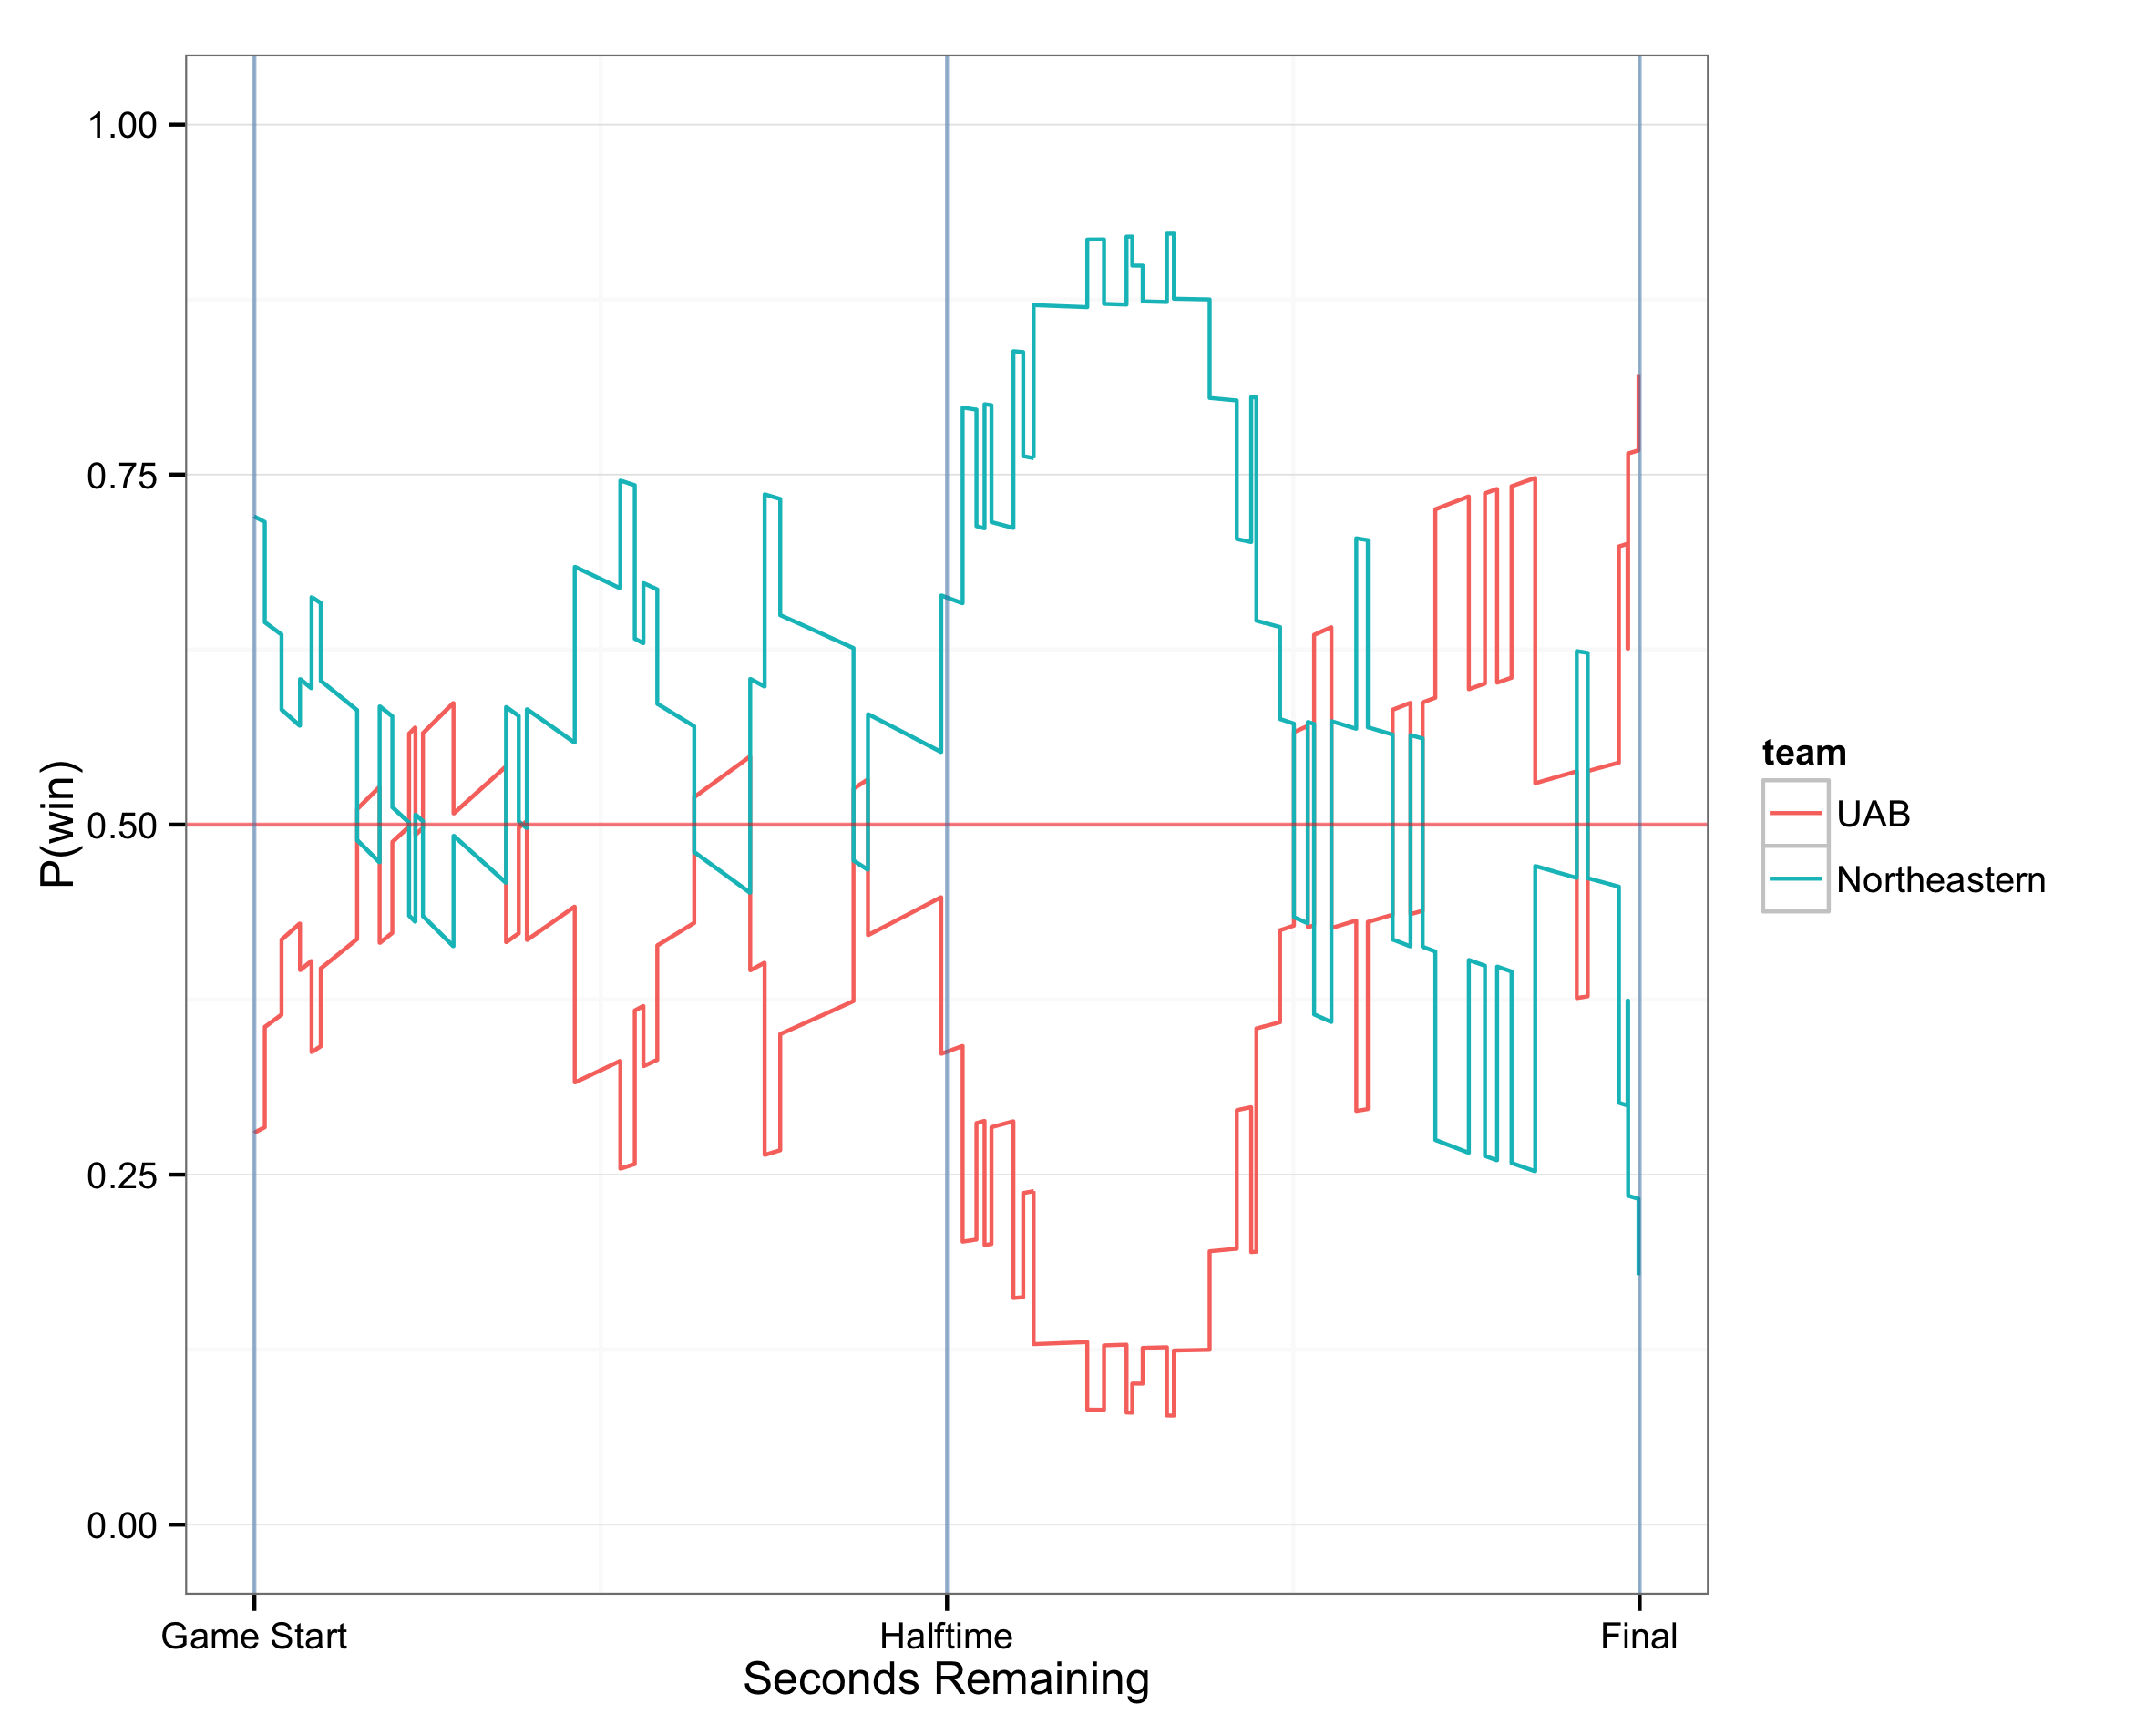 1.00
0.75
0.50
0.25
0.00
P(win)
Game Start
Halftime
Final
Seconds Remaining
team
UAB
Northeastern